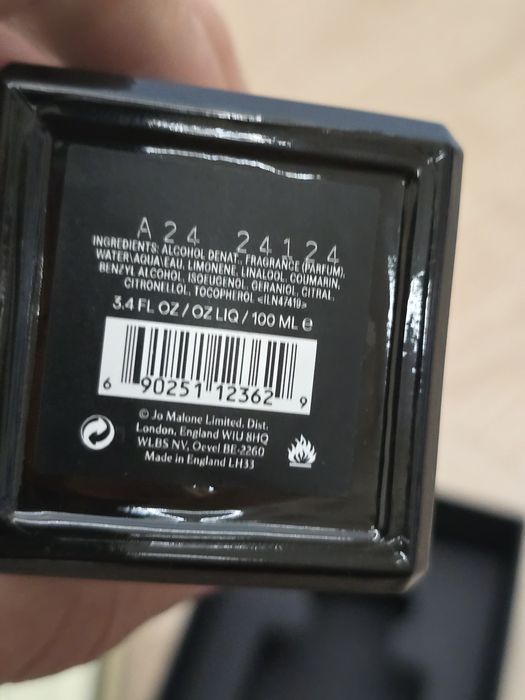 A24 24124
INGREDIENTS: ALCOHOL DENAT., FRAGRANCE (PARFUM),
WATER\AQUA\EAU, LIMONENE, LINALOOL, COUMARIN,
BENZYL ALCOHOL, ISOEUGENOL, GERANIOL, CITRAL,
CITRONELLOL, TOCOPHEROL <ILN47419>
3.4 FL OZ / OZ LIQ / 100 ML ℮
6 90251 12362 9
© Jo Malone Limited, Dist.
London, England W1U 8HQ
WLBS NV, Oevel BE-2260
Made in England LH33